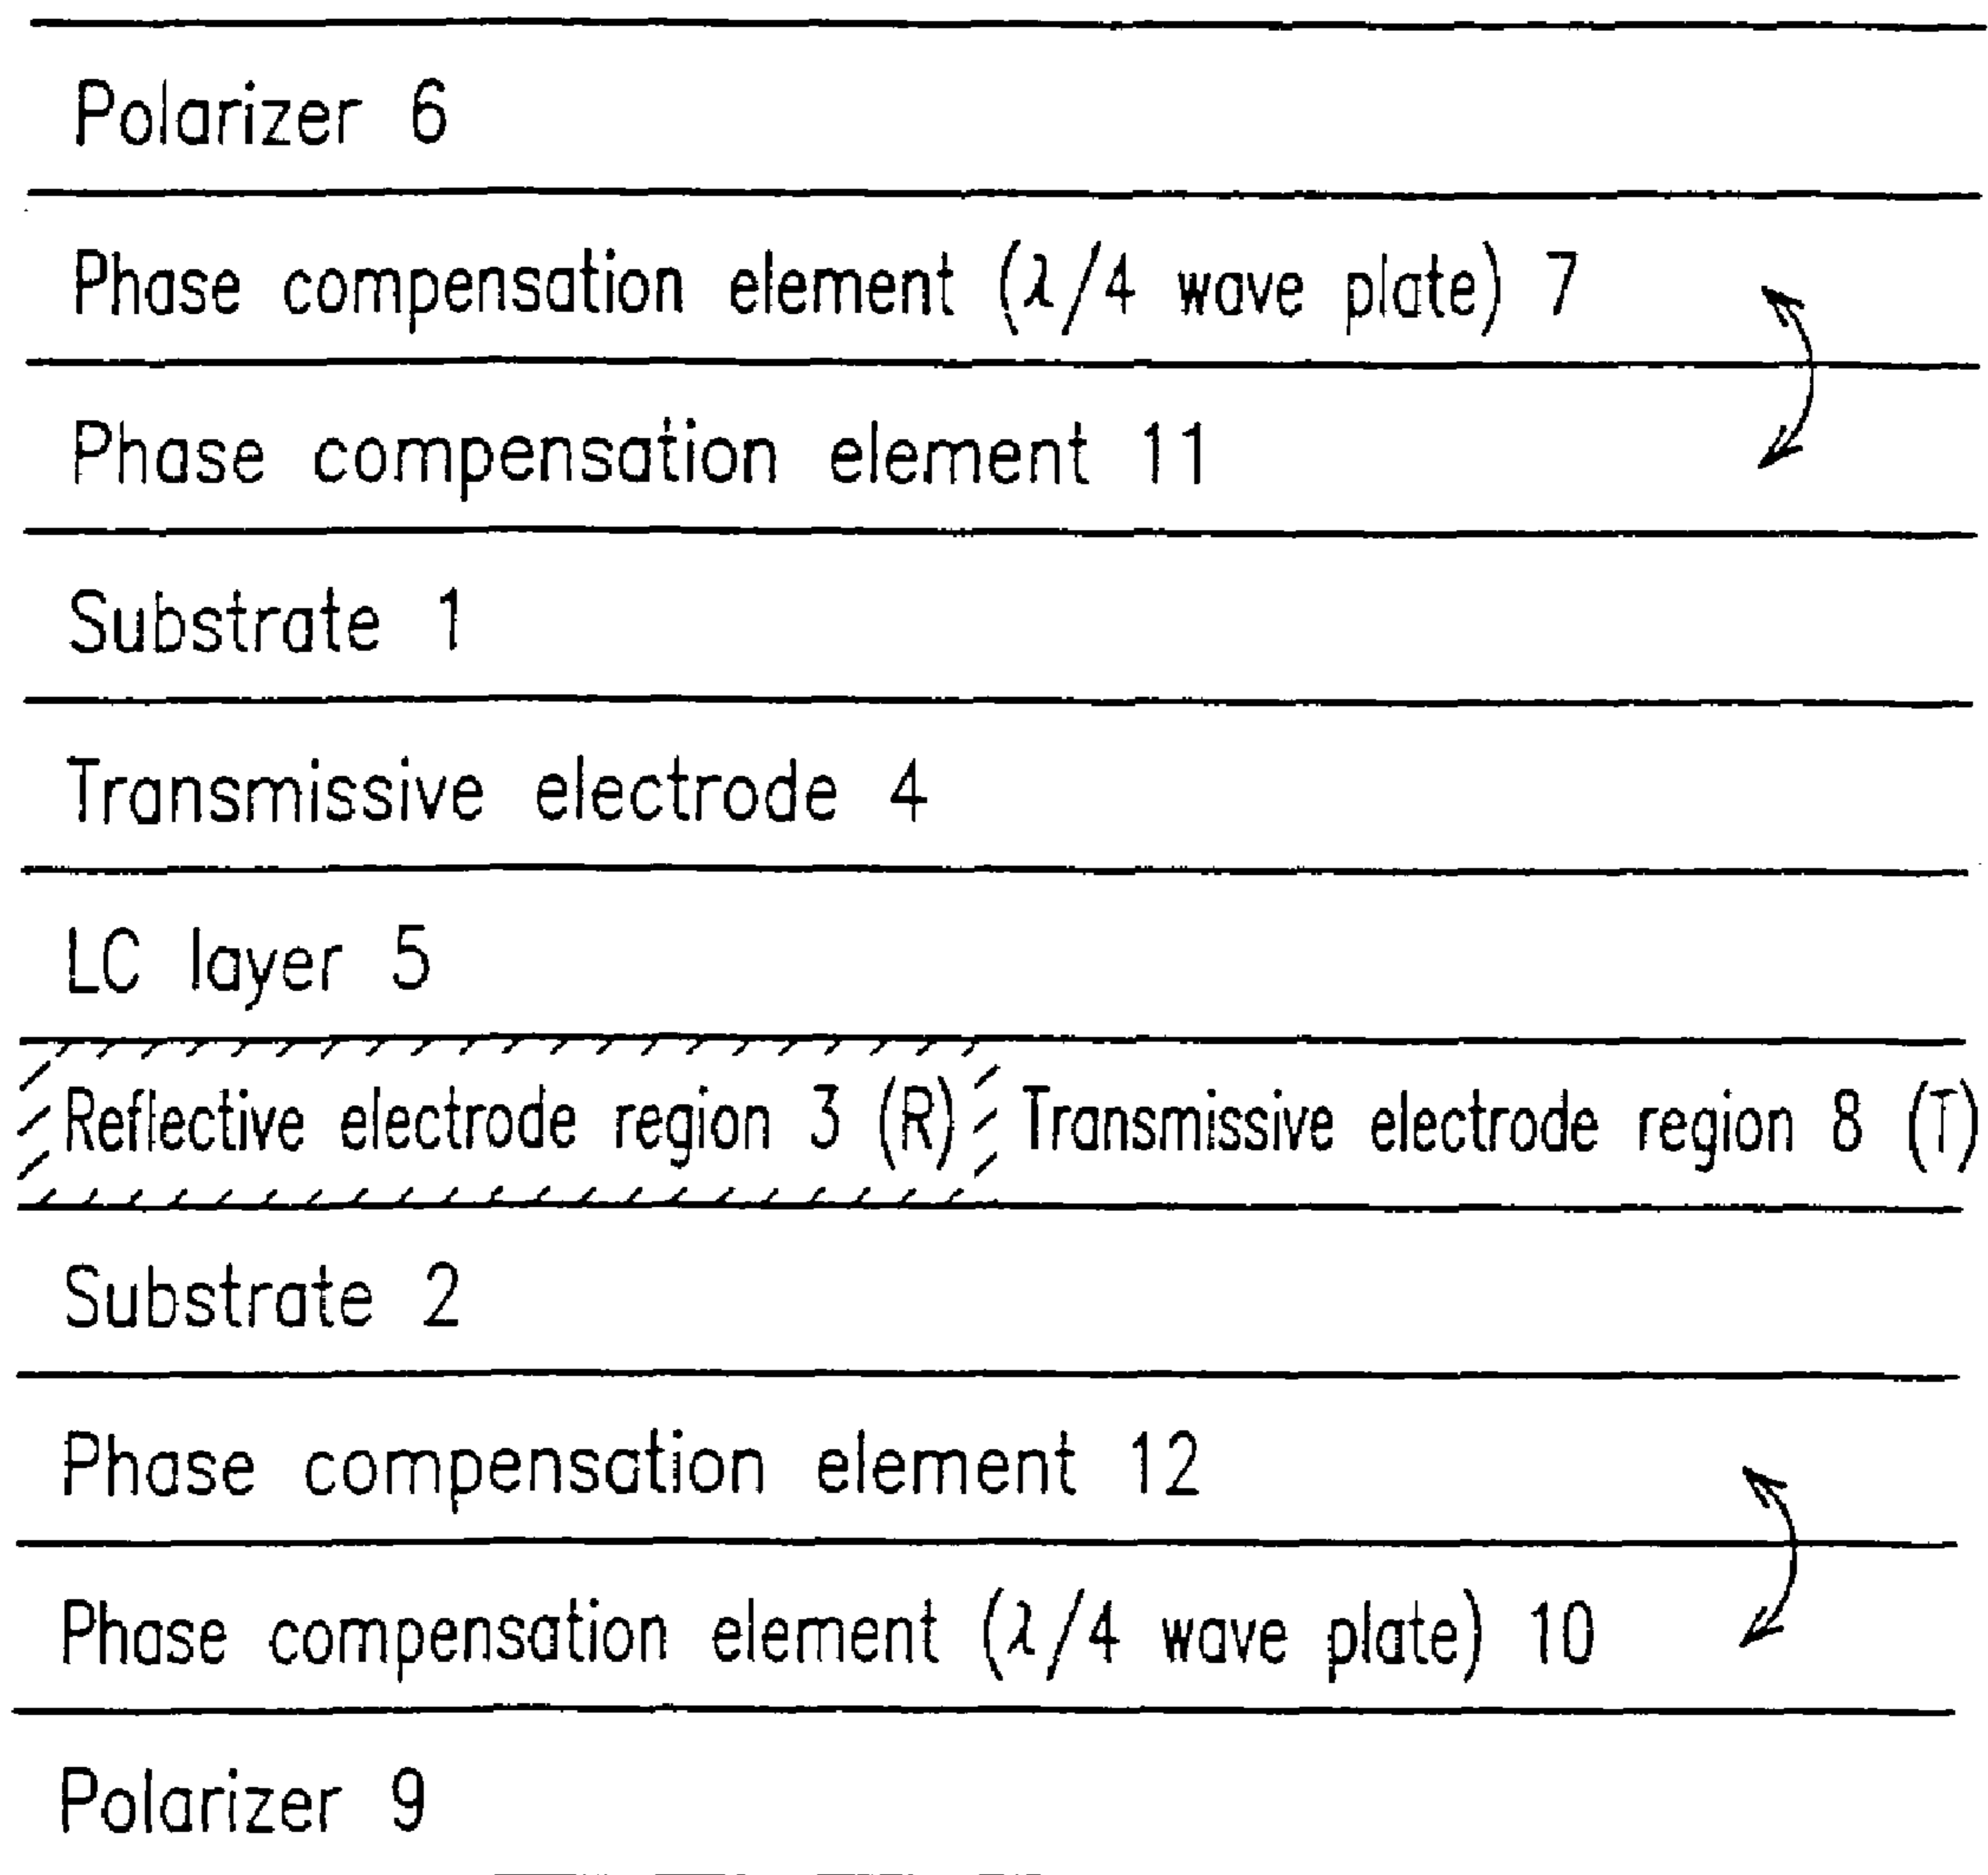 Polarizer 6
Phase compensation element (λ/4 wave plate) 7
Phase compensation element 11
Substrate 1
Transmissive electrode 4
LC layer 5
Reflective electrode region 3 (R) Transmissive electrode region 8 (T)
Substrate 2
Phase compensation element 12
Phase compensation element (λ/4 wave plate) 10
Polarizer 9